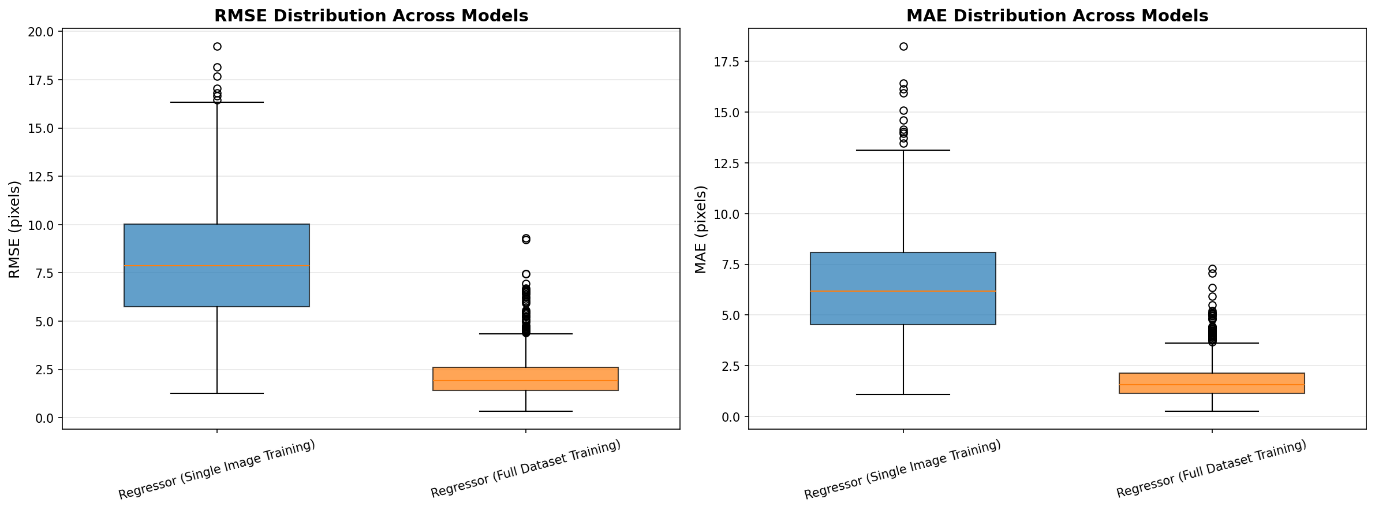 RMSE Distribution Across Models
RMSE (pixels)
20.0
17.5
15.0
12.5
10.0
7.5
5.0
2.5
0.0
Regressor (Single Image Training)
Regressor (Full Dataset Training)
MAE Distribution Across Models
MAE (pixels)
17.5
15.0
12.5
10.0
7.5
5.0
2.5
0.0
Regressor (Single Image Training)
Regressor (Full Dataset Training)